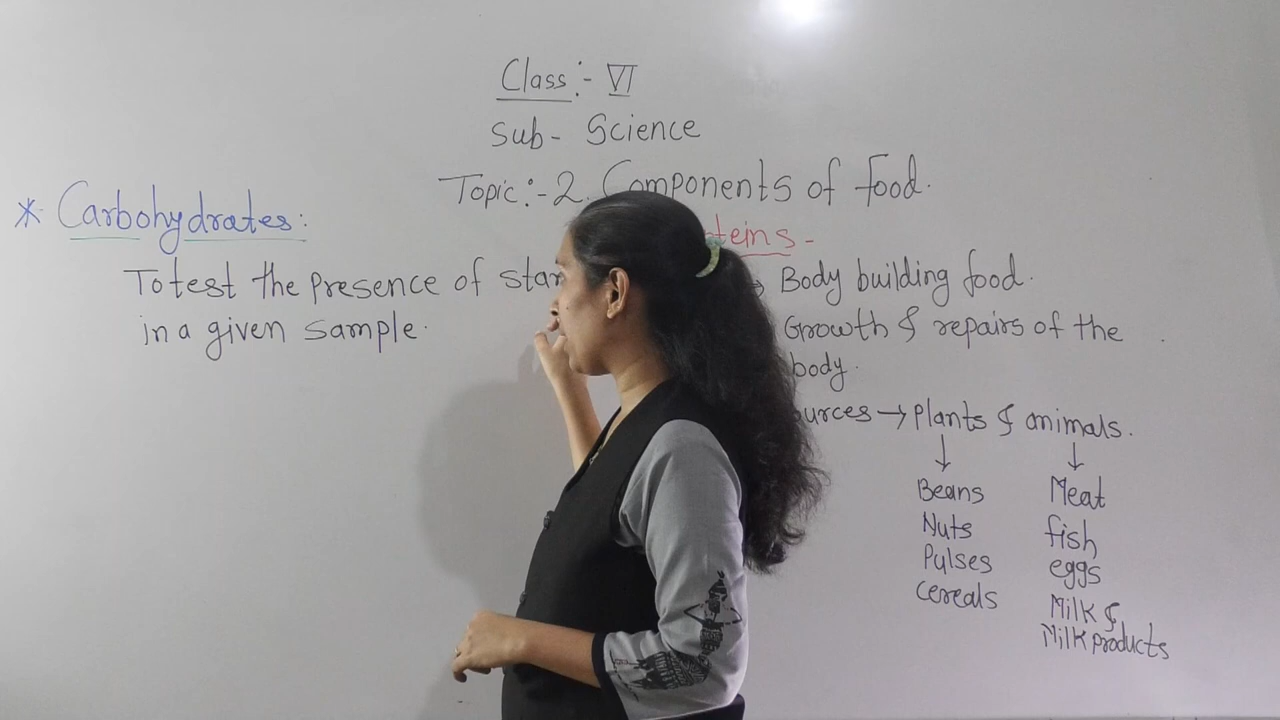 Class:- VI
Sub- Science
Topic:-2. Components of food.
* Carbohydrates:
To test the presence of
in a given sample.
Body building food.
Growth & repairs of the
body.
→ Plants & animals.
↓ ↓
Beans Meat
Nuts fish
Pulses eggs
cereals Milk &
Milk products